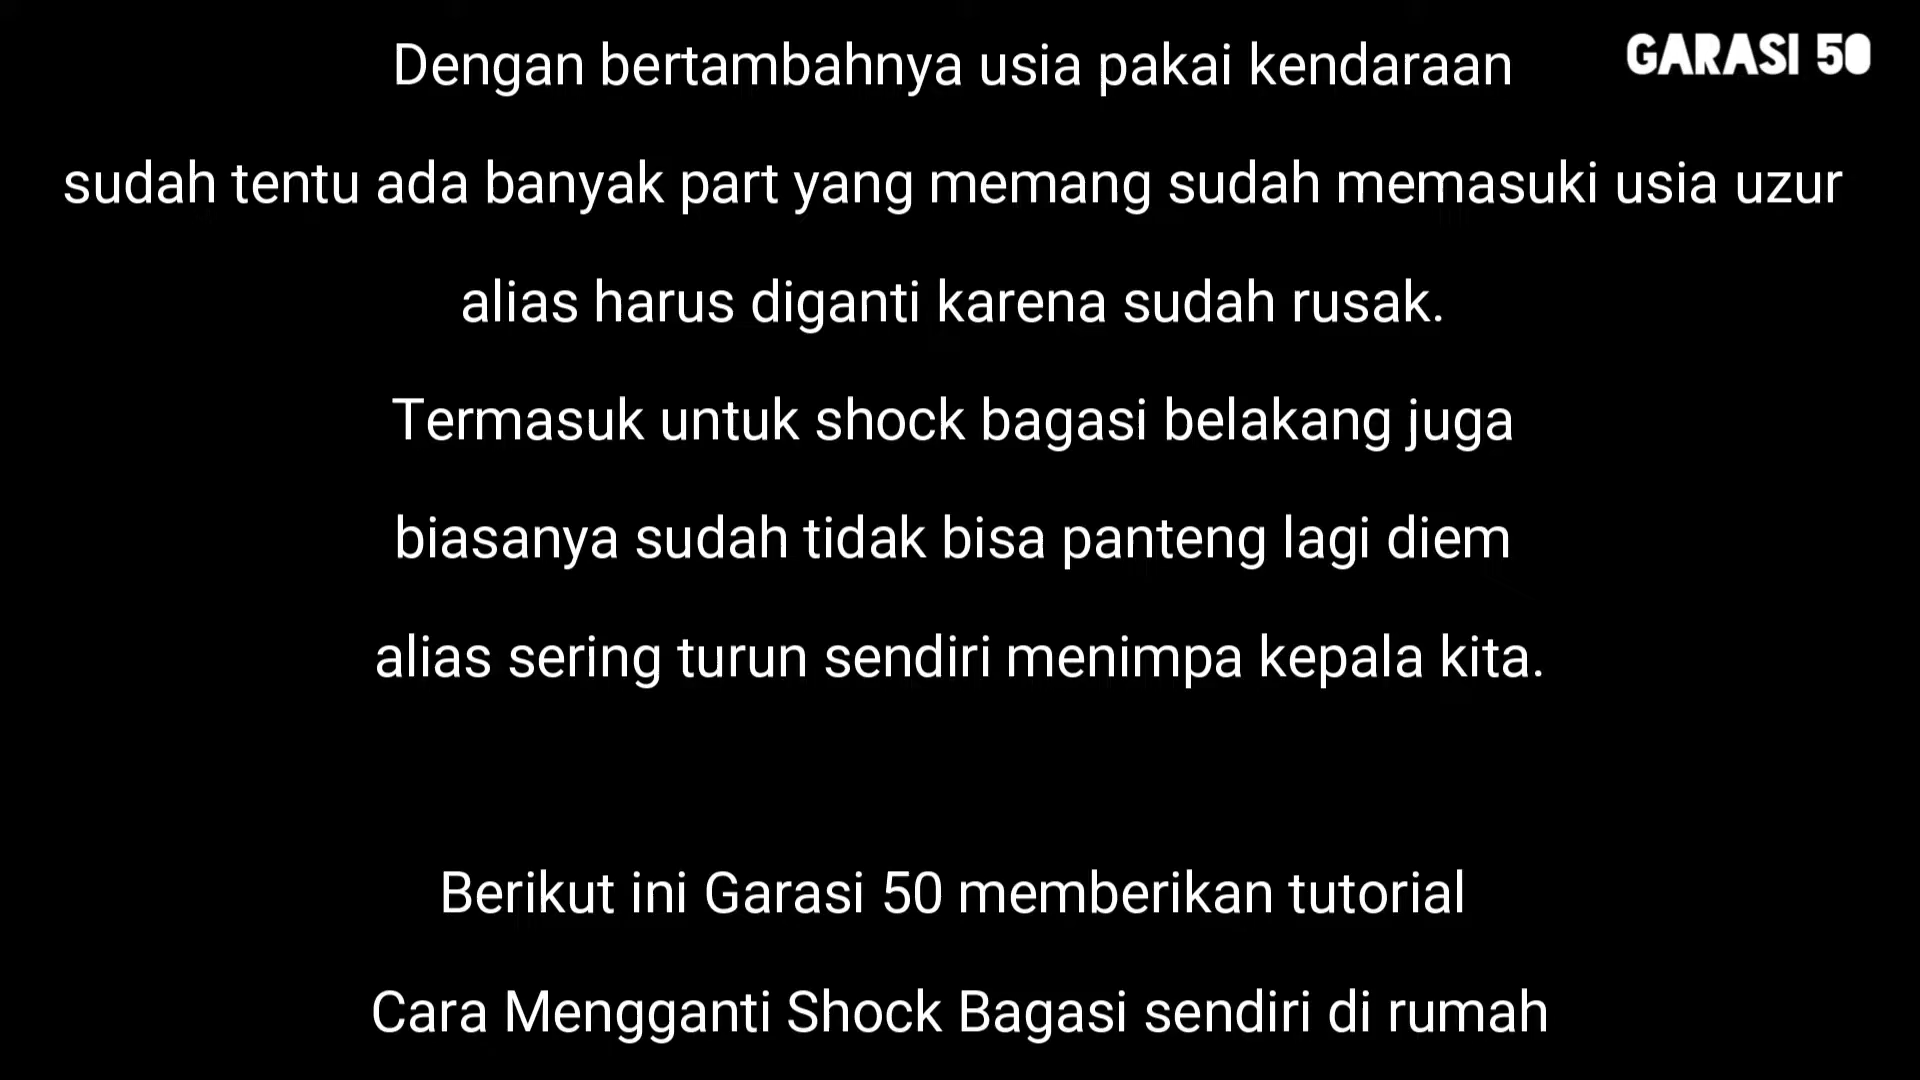 GARASI 50
Dengan bertambahnya usia pakai kendaraan
sudah tentu ada banyak part yang memang sudah memasuki usia uzur
alias harus diganti karena sudah rusak.
Termasuk untuk shock bagasi belakang juga
biasanya sudah tidak bisa panteng lagi diem
alias sering turun sendiri menimpa kepala kita.
Berikut ini Garasi 50 memberikan tutorial
Cara Mengganti Shock Bagasi sendiri di rumah